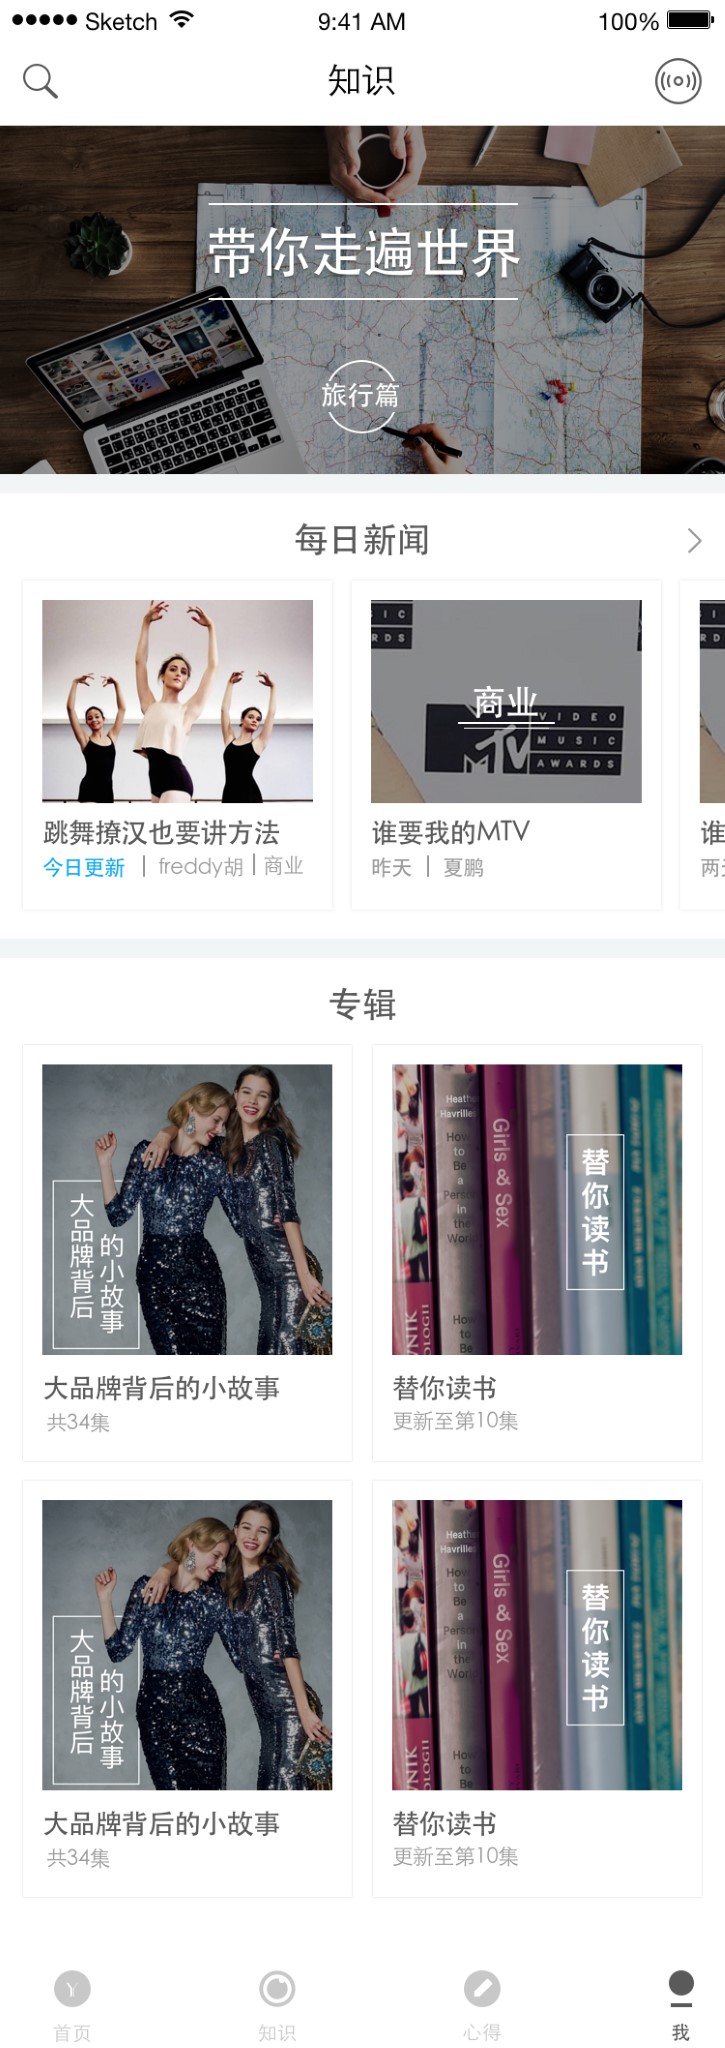 Sketch 9:41 AM 100%
知识
带你走遍世界
旅行篇
每日新闻
商业
VIDEO
MUSIC
AWARDS
MTV
跳舞撩汉也要讲方法
今日更新 | freddy胡 | 商业
谁要我的MTV
昨天 | 夏鹏
谁
两天
专辑
大品牌背后
的小故事
Heather
Havrilles
How
to
Be
a
Person
in
the
World
Girls & Sex
替你读书
大品牌背后的小故事
共34集
替你读书
更新至第10集
大品牌背后
的小故事
Heather
Havrilles
How
to
Be
a
Person
in
the
World
Girls & Sex
替你读书
大品牌背后的小故事
共34集
替你读书
更新至第10集
首页 知识 心得 我